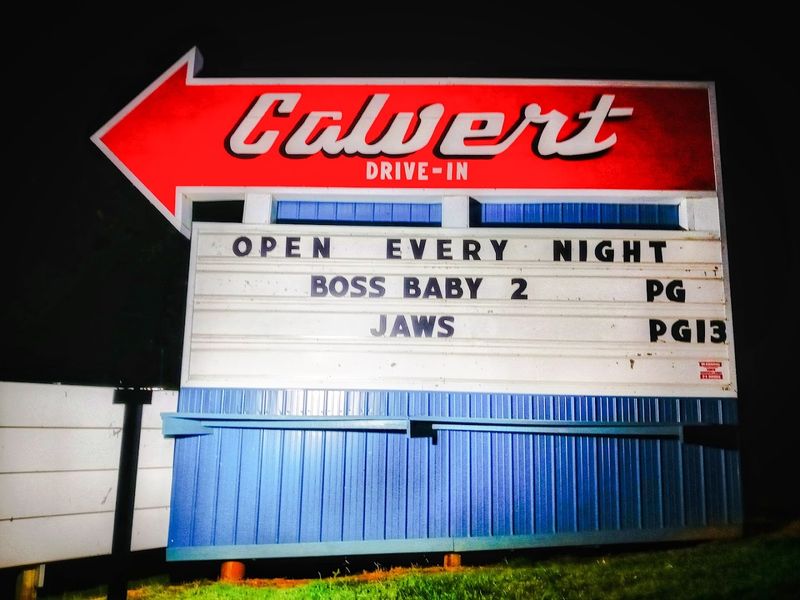 Calvert
DRIVE-IN
OPEN EVERY NIGHT
BOSS BABY 2 PG
JAWS PG13